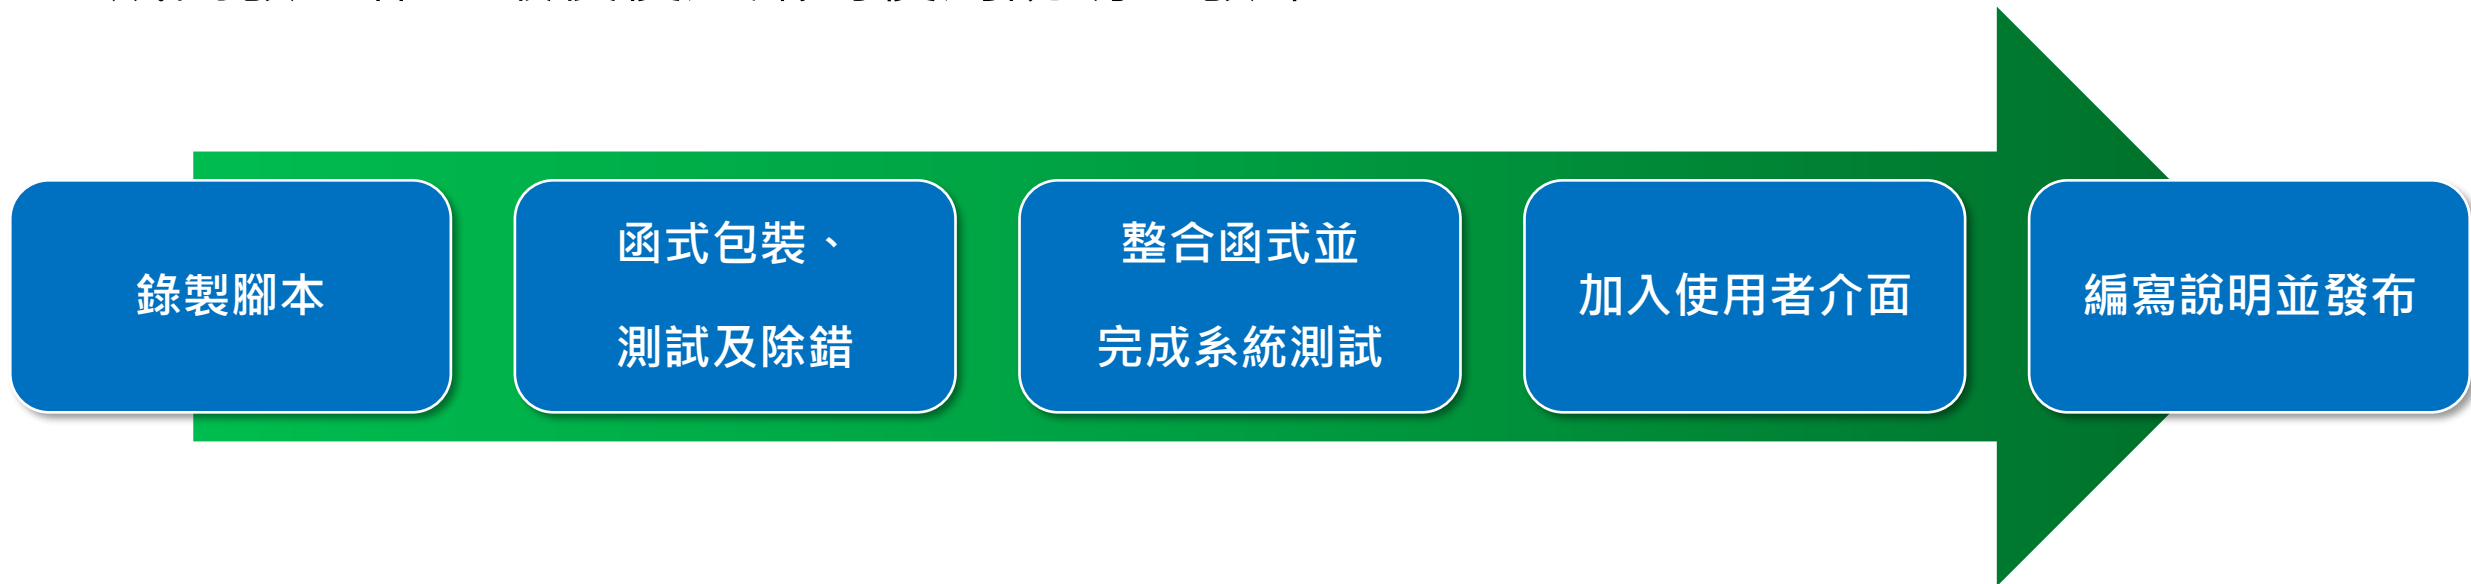 錄製腳本
函式包裝、
測試及除錯
整合函式並
完成系統測試
加入使用者介面
編寫說明並發布